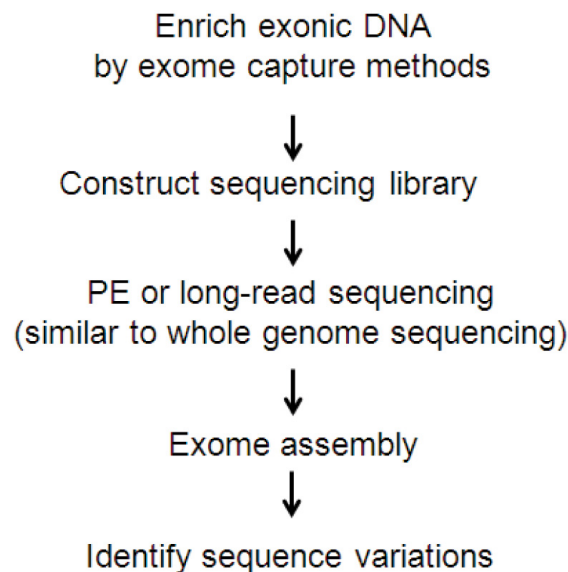 Enrich exonic DNA
by exome capture methods
Construct sequencing library
PE or long-read sequencing
(similar to whole genome sequencing)
Exome assembly
Identify sequence variations